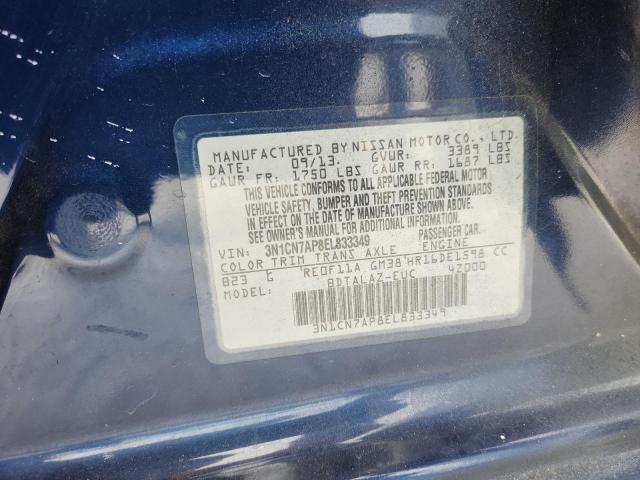 MANUFACTURED BY NISSAN MOTOR CO., LTD.
DATE: 09/13. GVWR: 3389 LBS
GAWR FR: 1750 LBS GAWR RR: 1687 LBS
THIS VEHICLE CONFORMS TO ALL APPLICABLE FEDERAL MOTOR
VEHICLE SAFETY, BUMPER AND THEFT PREVENTION STANDARDS
IN EFFECT ON THE DATE OF MANUFACTURE SHOWN ABOVE.
SEE OWNER'S MANUAL FOR ADDITIONAL INFORMATION.
VIN: 3N1CN7AP8EL833349 PASSENGER CAR.
COLOR TRIM TRANS AXLE ENGINE
B23 G RE0F11A GM38 HR16DE1598 CC
MODEL: BDTALAZ-EUC 4Z000
3N1CN7AP8EL833349